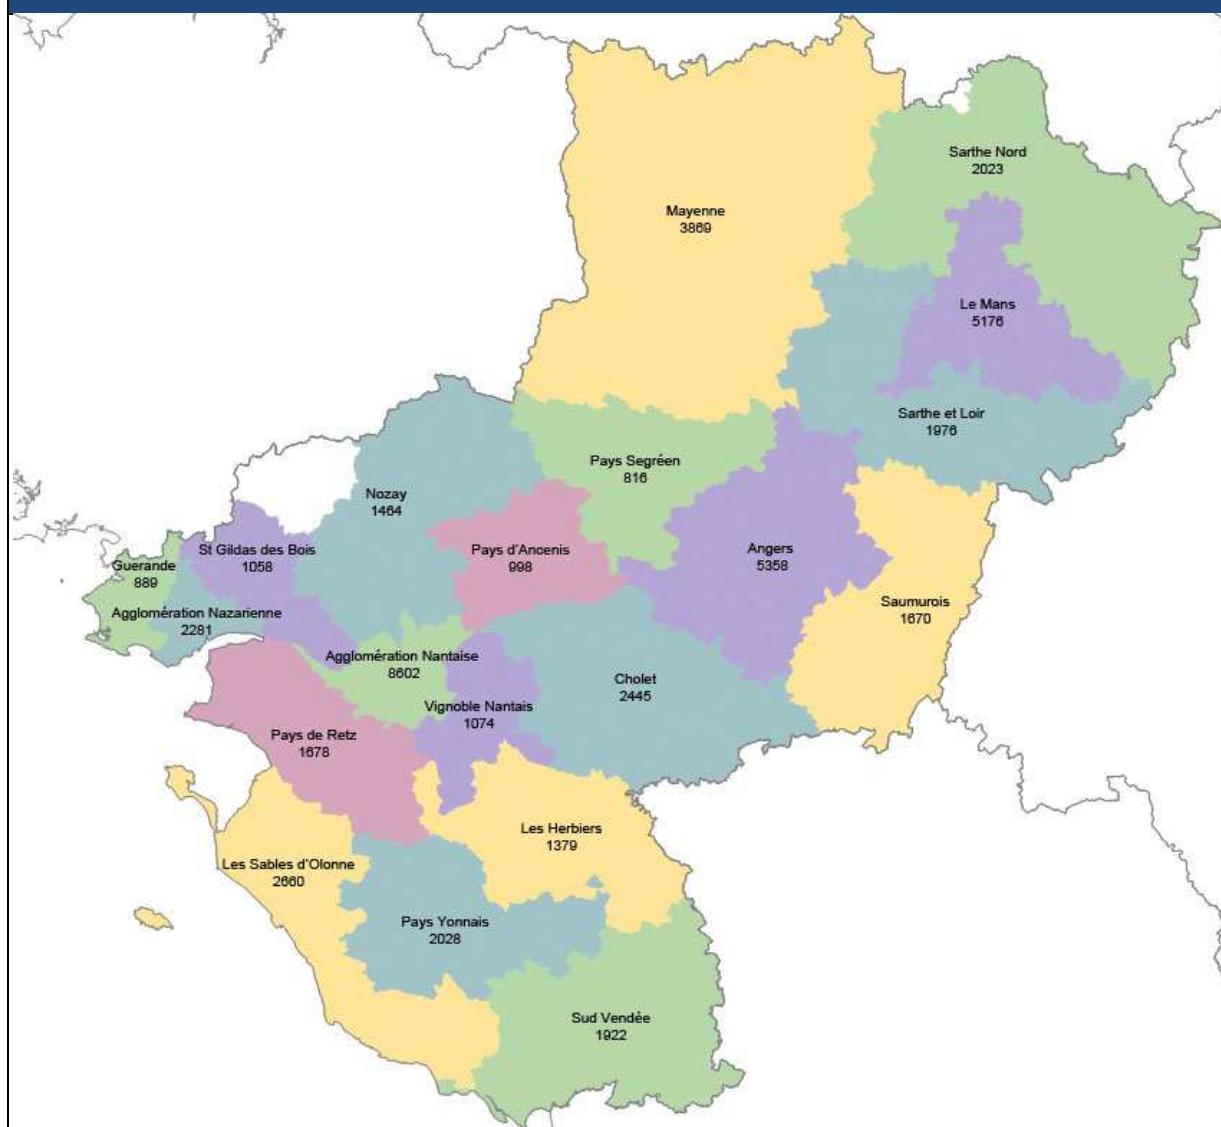 Sarthe Nord
2023
Mayenne
3869
Le Mans
5176
Sarthe et Loir
1976
Pays Segréen
816
Nozay
1464
Pays d'Ancenis
998
Angers
5358
St Gildas des Bois
1058
Guerande
889
Agglomération Nazarienne
2281
Saumurois
1670
Agglomération Nantaise
8602
Cholet
2445
Vignoble Nantais
1074
Pays de Retz
1678
Les Herbiers
1379
Les Sables d'Olonne
2660
Pays Yonnais
2028
Sud Vendée
1922